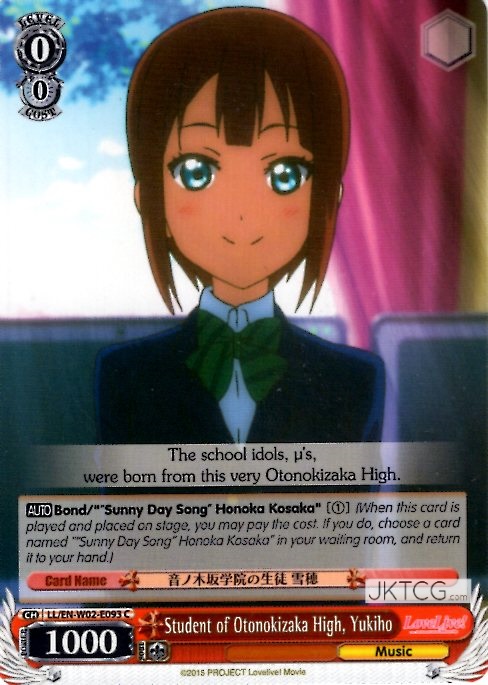 LEVEL
0
0
COST
The school idols, μ's,
were born from this very Otonokizaka High.
AUTO Bond/"“Sunny Day Song” Honoka Kosaka" [①] (When this card is
played and placed on stage, you may pay the cost. If you do, choose a card
named "“Sunny Day Song” Honoka Kosaka" in your waiting room, and return
it to your hand.)
Card Name 音ノ木坂学院の生徒 雪穂
JKTCG.com
CH LL/EN-W02-E093 C
POWER 1000
Student of Otonokizaka High, Yukiho
LoveLive!
Music
©2015 PROJECT Lovelive! Movie